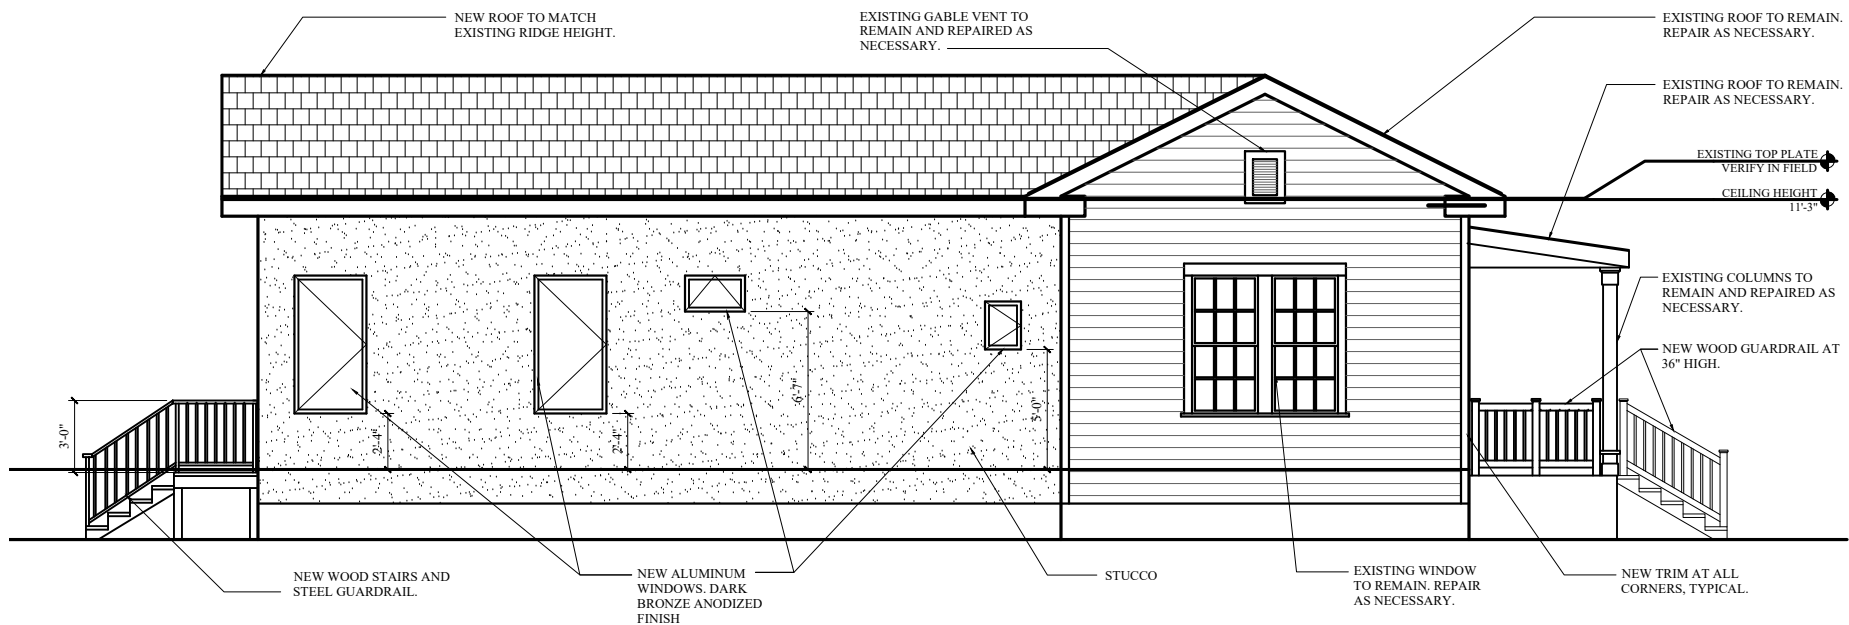 NEW ROOF TO MATCH
EXISTING RIDGE HEIGHT.
EXISTING GABLE VENT TO
REMAIN AND REPAIRED AS
NECESSARY.
EXISTING ROOF TO REMAIN.
REPAIR AS NECESSARY.
EXISTING ROOF TO REMAIN.
REPAIR AS NECESSARY.
EXISTING TOP PLATE
VERIFY IN FIELD
CEILING HEIGHT
11'-3"
EXISTING COLUMNS TO
REMAIN AND REPAIRED AS
NECESSARY.
NEW WOOD GUARDRAIL AT
36" HIGH.
3'-0"
2'-4"
2'-4"
6'-7"
5'-0"
NEW WOOD STAIRS AND
STEEL GUARDRAIL.
NEW ALUMINUM
WINDOWS. DARK
BRONZE ANODIZED
FINISH
STUCCO
EXISTING WINDOW
TO REMAIN. REPAIR
AS NECESSARY.
NEW TRIM AT ALL
CORNERS, TYPICAL.